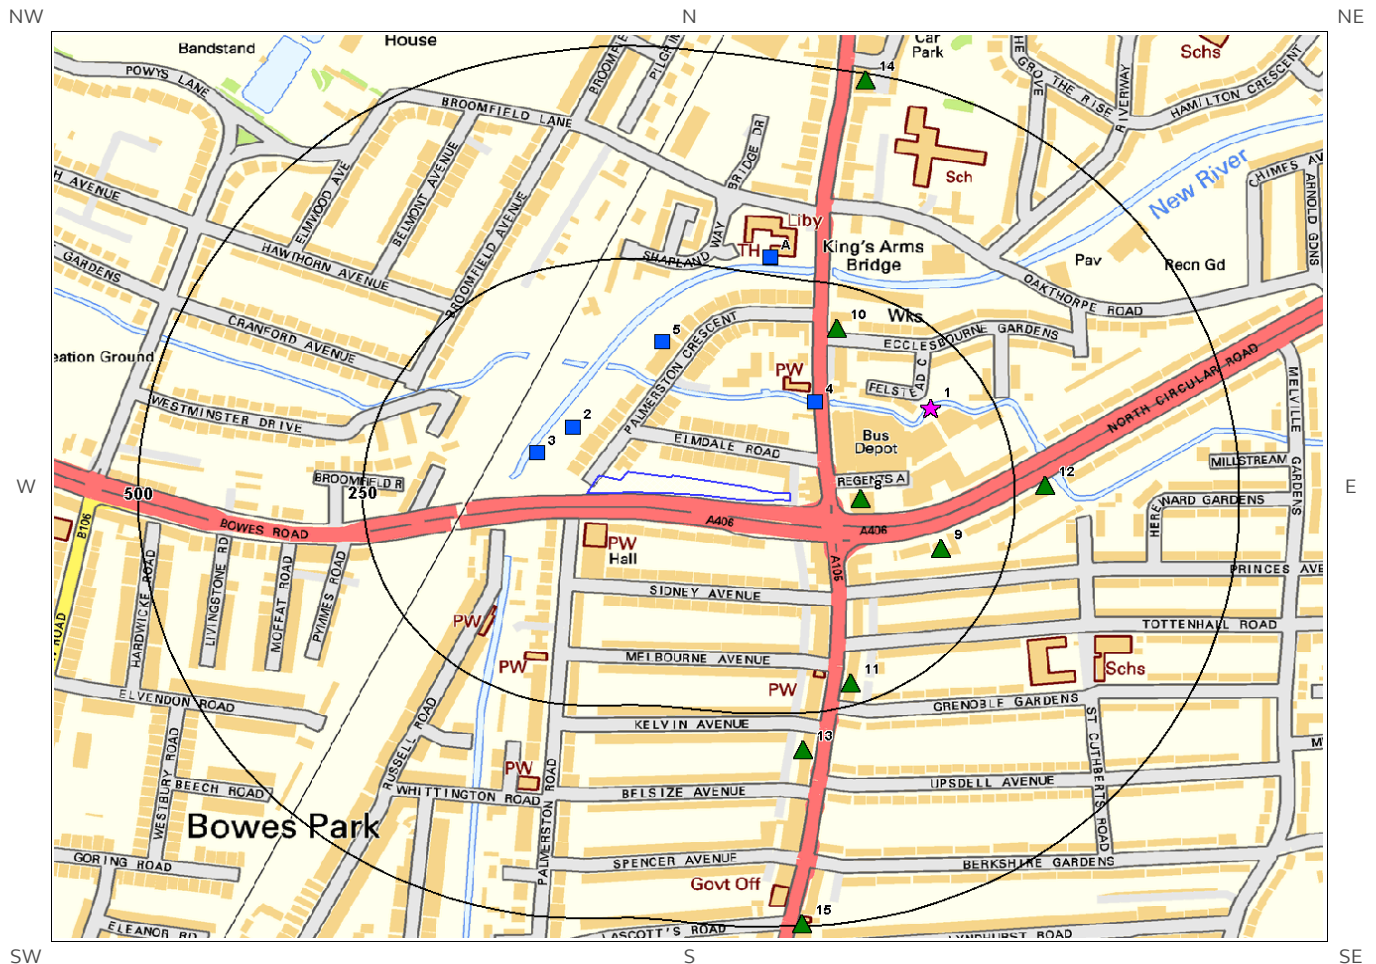 NW
N
NE
Bandstand
House
Car
Park
Schs
POWYS LANE
BROOMFIELD LANE
THE RISE
GROVE
RIVERWAY
HAMILTON CRESCENT
14
BRIDGE DR
Sch
New River
CHIMES AV
ARNOLD GDNS
H AVENUE
ELMWOOD AVE
BELMONT AVENUE
BROOMFIELD AVENUE
HAWTHORN AVENUE
SHAPLAND WAY
Liby
TH
A
King's Arms
Bridge
Pav
Recn Gd
OAKTHORPE ROAD
GARDENS
CRANFORD AVENUE
eation Ground
5
PALMERSTON CRESCENT
10
Wks
ECCLESBOURNE GARDENS
PW
4
FELSTEAD C
1
NORTH CIRCULAR ROAD
MELVILLE GARDENS
WESTMINSTER DRIVE
2
3
ELMDALE ROAD
Bus
Depot
MILLSTREAM
W
E
500
250
BROOMFIELD R
REGENTS A
8
12
WARD GARDENS
HERE
B106
BOWES ROAD
A406
A406
9
A105
PW
Hall
HARDWICKE ROAD
LIVINGSTONE RD
MOFFAT ROAD
PYMMES ROAD
SIDNEY AVENUE
PRINCES AVE
ROAD
PW
PW
TOTTENHALL ROAD
MELBOURNE AVENUE
PW
11
Schs
ELVENDON ROAD
KELVIN AVENUE
GRENOBLE GARDENS
13
ST CUTHBERTS ROAD
RUSSELL ROAD
WESTBURY ROAD
BEECH ROAD
PW
WHITTINGTON ROAD
PALMERSTON ROAD
BELSIZE AVENUE
UPSDELL AVENUE
Bowes Park
GORING ROAD
SPENCER AVENUE
BERKSHIRE GARDENS
Govt Off
15
ELEANOR RD
ASCOTT'S ROAD
LYNDHURST ROAD
SW
S
SE